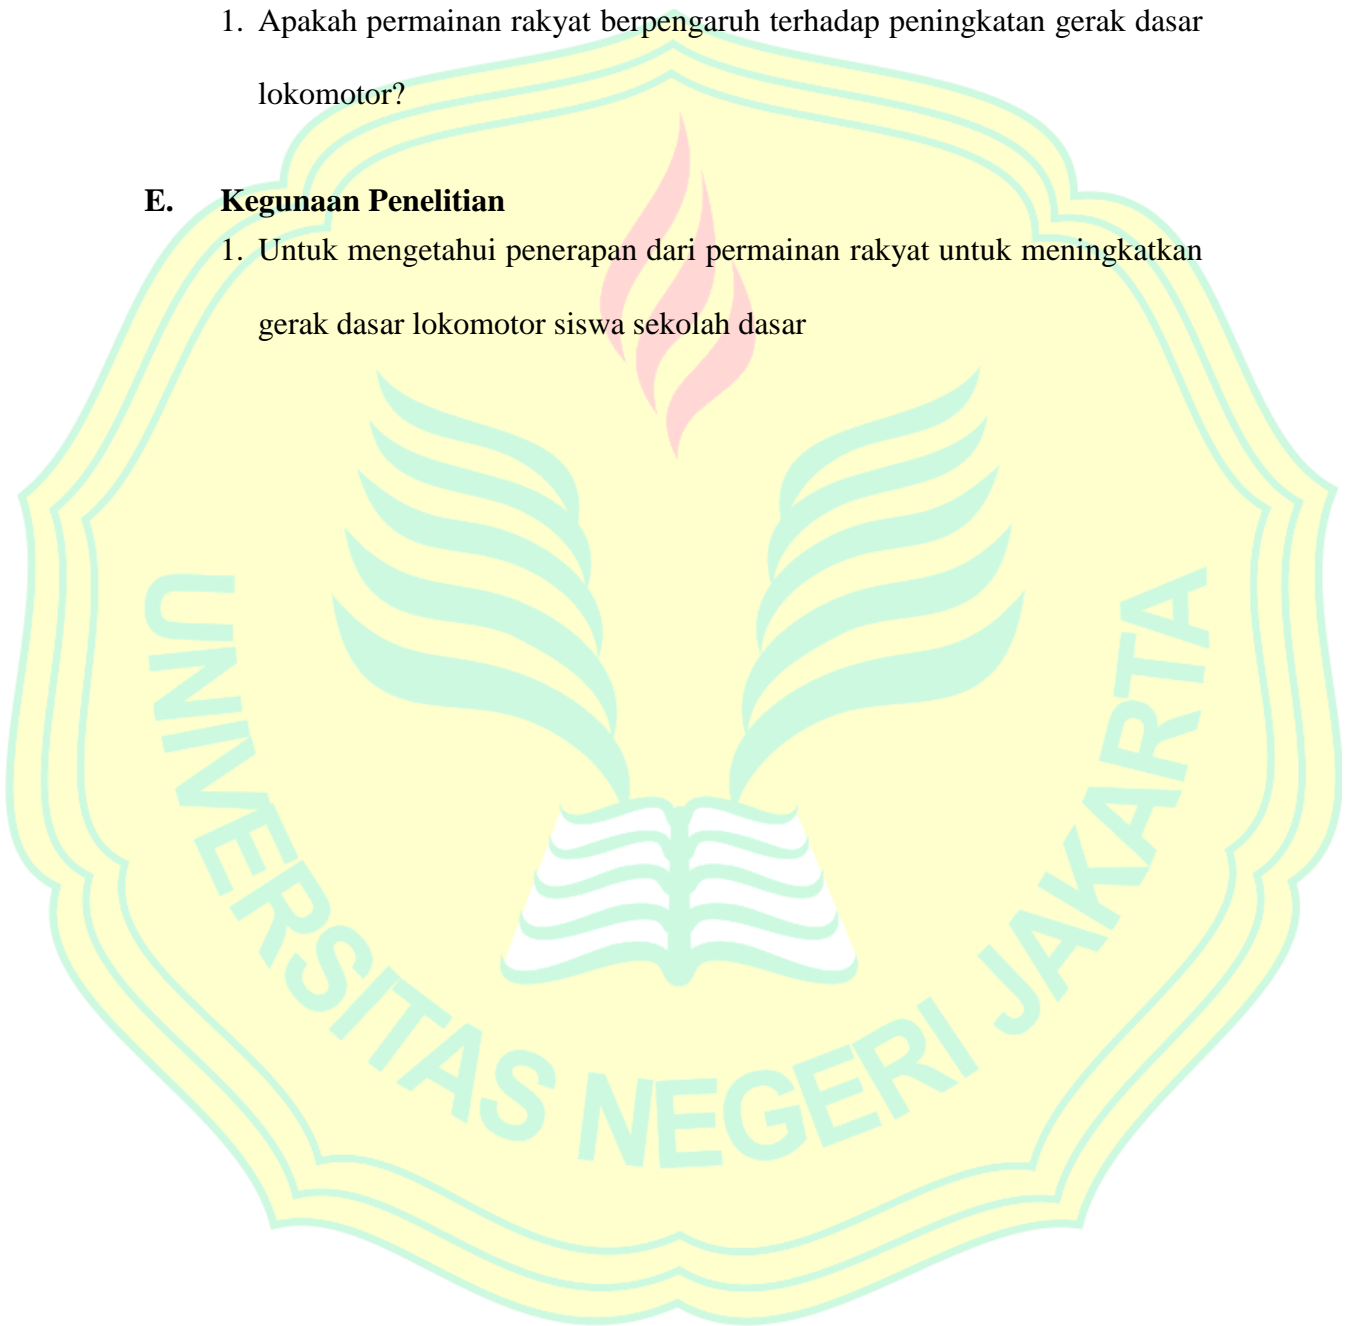 1. Apakah permainan rakyat berpengaruh terhadap peningkatan gerak dasar
lokomotor?
E. Kegunaan Penelitian
1. Untuk mengetahui penerapan dari permainan rakyat untuk meningkatkan
gerak dasar lokomotor siswa sekolah dasar
UNIVERSITAS NEGERI JAKARTA